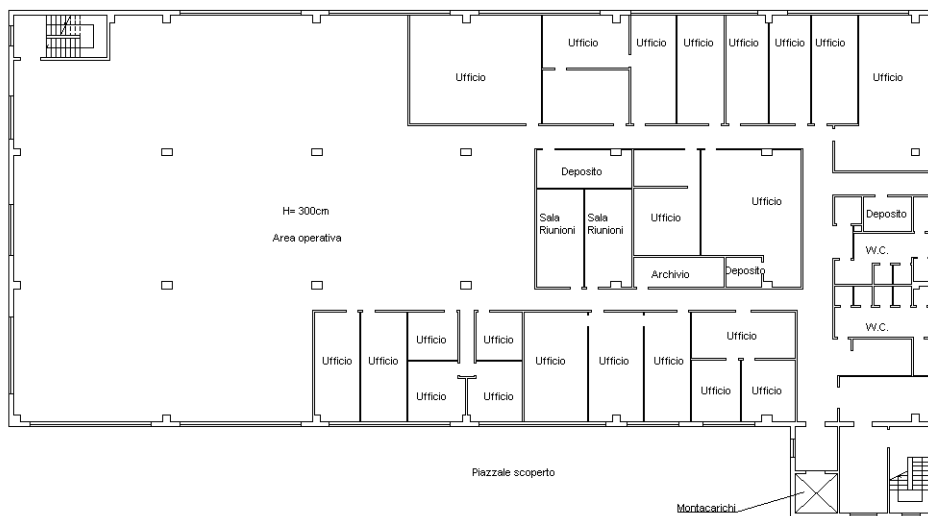 Ufficio
Ufficio
Ufficio
Ufficio
Ufficio
Ufficio
Ufficio
Ufficio
Deposito
Sala
Riunioni
Sala
Riunioni
Ufficio
Ufficio
Archivio
Deposito
Deposito
W.C.
W.C.
H= 300cm
Area operativa
Ufficio
Ufficio
Ufficio
Ufficio
Ufficio
Ufficio
Ufficio
Ufficio
Ufficio
Ufficio
Ufficio
Ufficio
Piazzale scoperto
Montacarichi